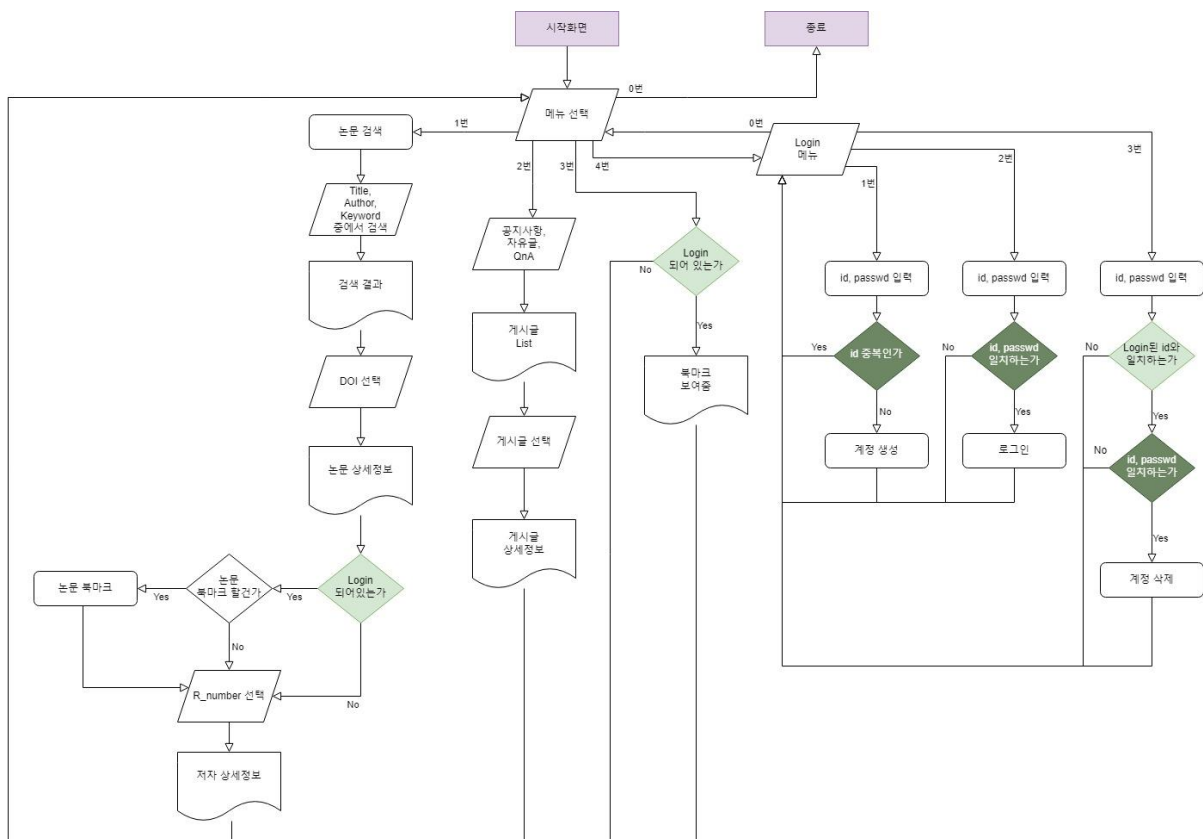 시작화면
종료
0번
메뉴 선택
1번
논문 검색
2번
3번
4번
0번
Login
메뉴
1번
2번
3번
Title,
Author,
Keyword
중에서 검색
검색 결과
DOI 선택
논문 상세정보
Login
되어있는가
Yes
No
논문
북마크 할건가
Yes
No
논문 북마크
R_number 선택
저자 상세정보
공지사항,
자유글,
QnA
게시글
List
게시글 선택
게시글
상세정보
Login
되어 있는가
No
Yes
북마크
보여줌
id, passwd 입력
id 중복인가
Yes
No
계정 생성
id, passwd 입력
id, passwd
일치하는가
No
Yes
로그인
id, passwd 입력
Login된 id와
일치하는가
No
Yes
id, passwd
일치하는가
No
Yes
계정 삭제